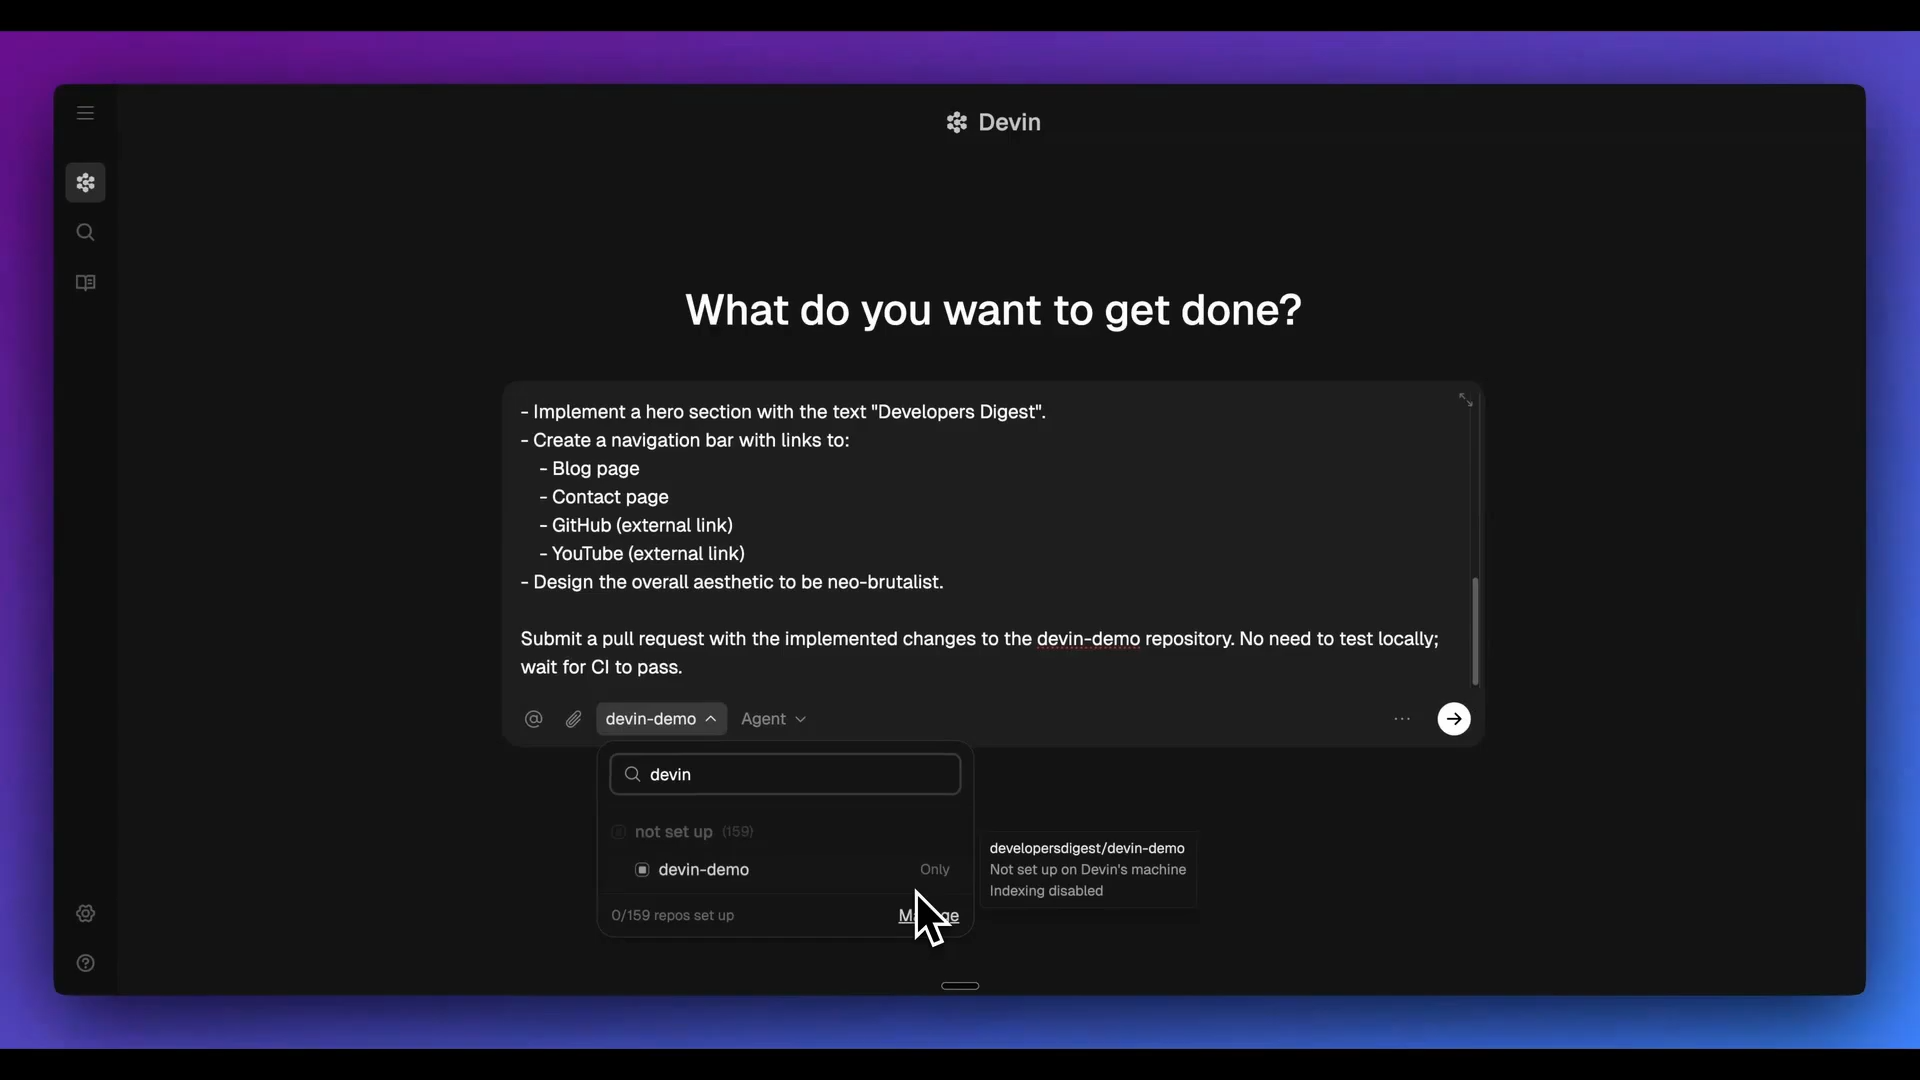 Devin
What do you want to get done?
- Implement a hero section with the text "Developers Digest".
- Create a navigation bar with links to:
- Blog page
- Contact page
- GitHub (external link)
- YouTube (external link)
- Design the overall aesthetic to be neo-brutalist.
Submit a pull request with the implemented changes to the devin-demo repository. No need to test locally;
wait for CI to pass.
devin-demo Agent
devin
not set up (159)
devin-demo Only
developersdigest/devin-demo
Not set up on Devin's machine
Indexing disabled
0/159 repos set up